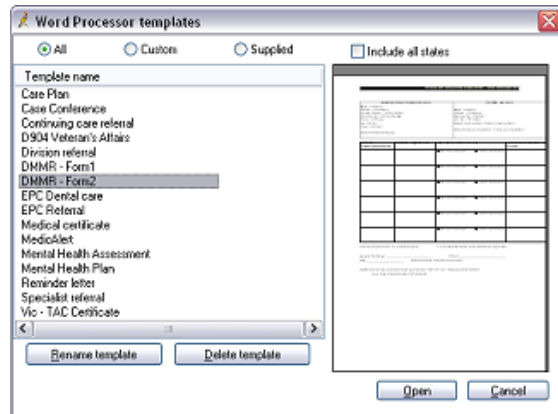 Word Processor templates
All Custom Supplied Include all states
Template name
Care Plan
Case Conference
Continuing care referral
D904 Veteran's Affairs
Division referral
DMMR - Form1
DMMR - Form2
EPC Dental care
EPC Referral
Medical certificate
MedicAlert
Mental Health Assessment
Mental Health Plan
Reminder letter
Specialist referral
Vic - TAC Certificate
Rename template Delete template
Open Cancel